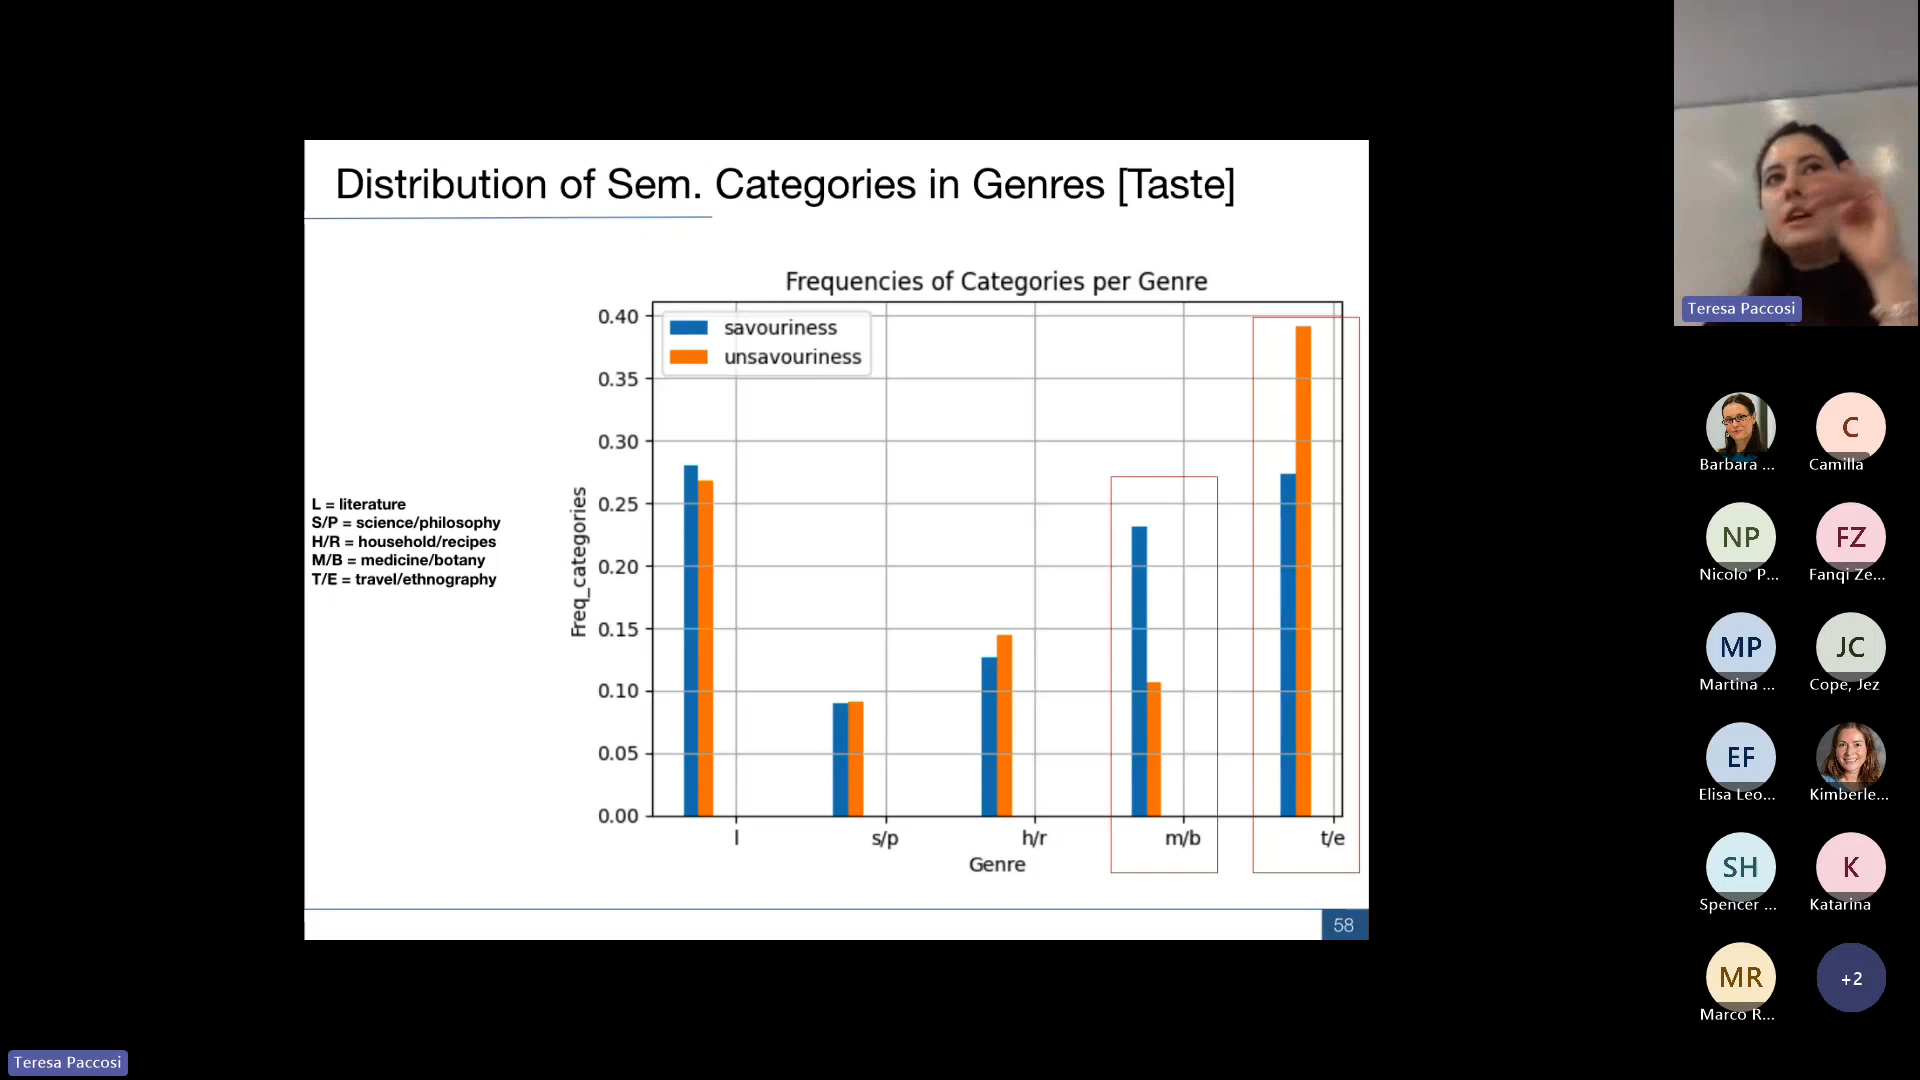 Distribution of Sem. Categories in Genres [Taste]
Frequencies of Categories per Genre
savouriness
unsavouriness
0.40
0.35
0.30
0.25
0.20
0.15
0.10
0.05
0.00
Freq_categories
l
s/p
h/r
m/b
t/e
Genre
L = literature
S/P = science/philosophy
H/R = household/recipes
M/B = medicine/botany
T/E = travel/ethnography
58
Teresa Paccosi
Barbara ...
C
Camilla
NP
Nicolo' P...
FZ
Fanqi Ze...
MP
Martina ...
JC
Cope, Jez
EF
Elisa Leo...
Kimberle...
SH
Spencer ...
K
Katarina
MR
Marco R...
+2
Teresa Paccosi